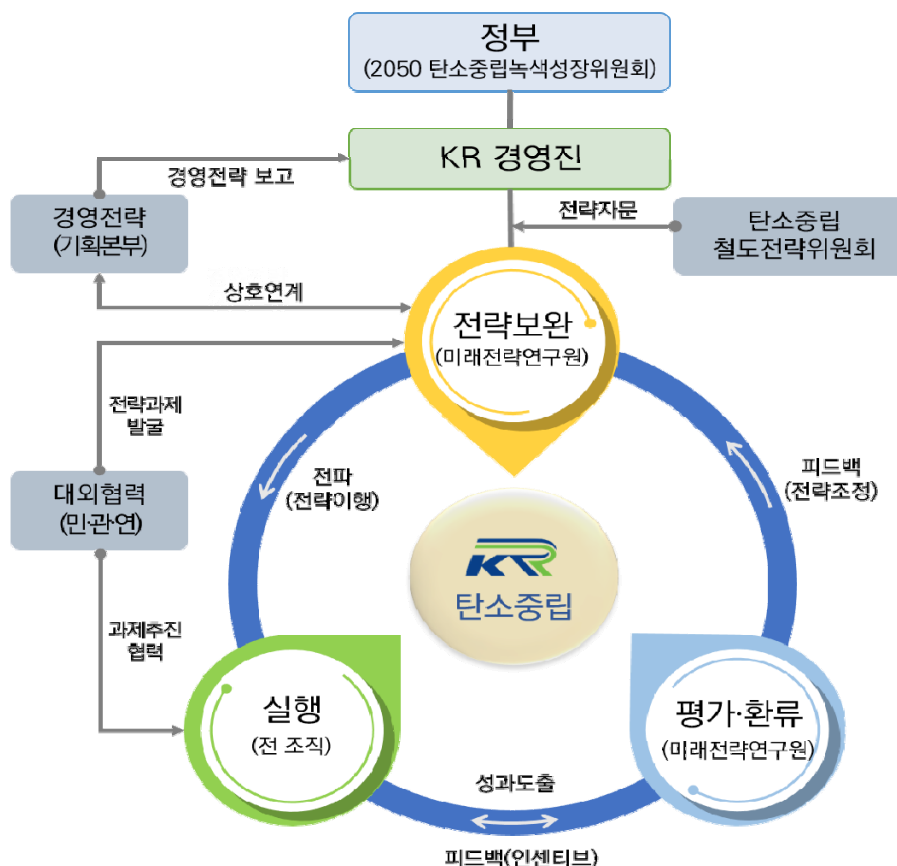 정부
(2050 탄소중립녹색성장위원회)
KR 경영진
경영전략 보고
전략자문
경영전략
(기획본부)
탄소중립
철도전략위원회
상호연계
전략보완
(미래전략연구원)
전략과제
발굴
전파
(전략이행)
피드백
(전략조정)
대외협력
(민·관·연)
KR
탄소중립
과제추진
협력
실행
(전 조직)
평가·환류
(미래전략연구원)
성과도출
피드백(인센티브)